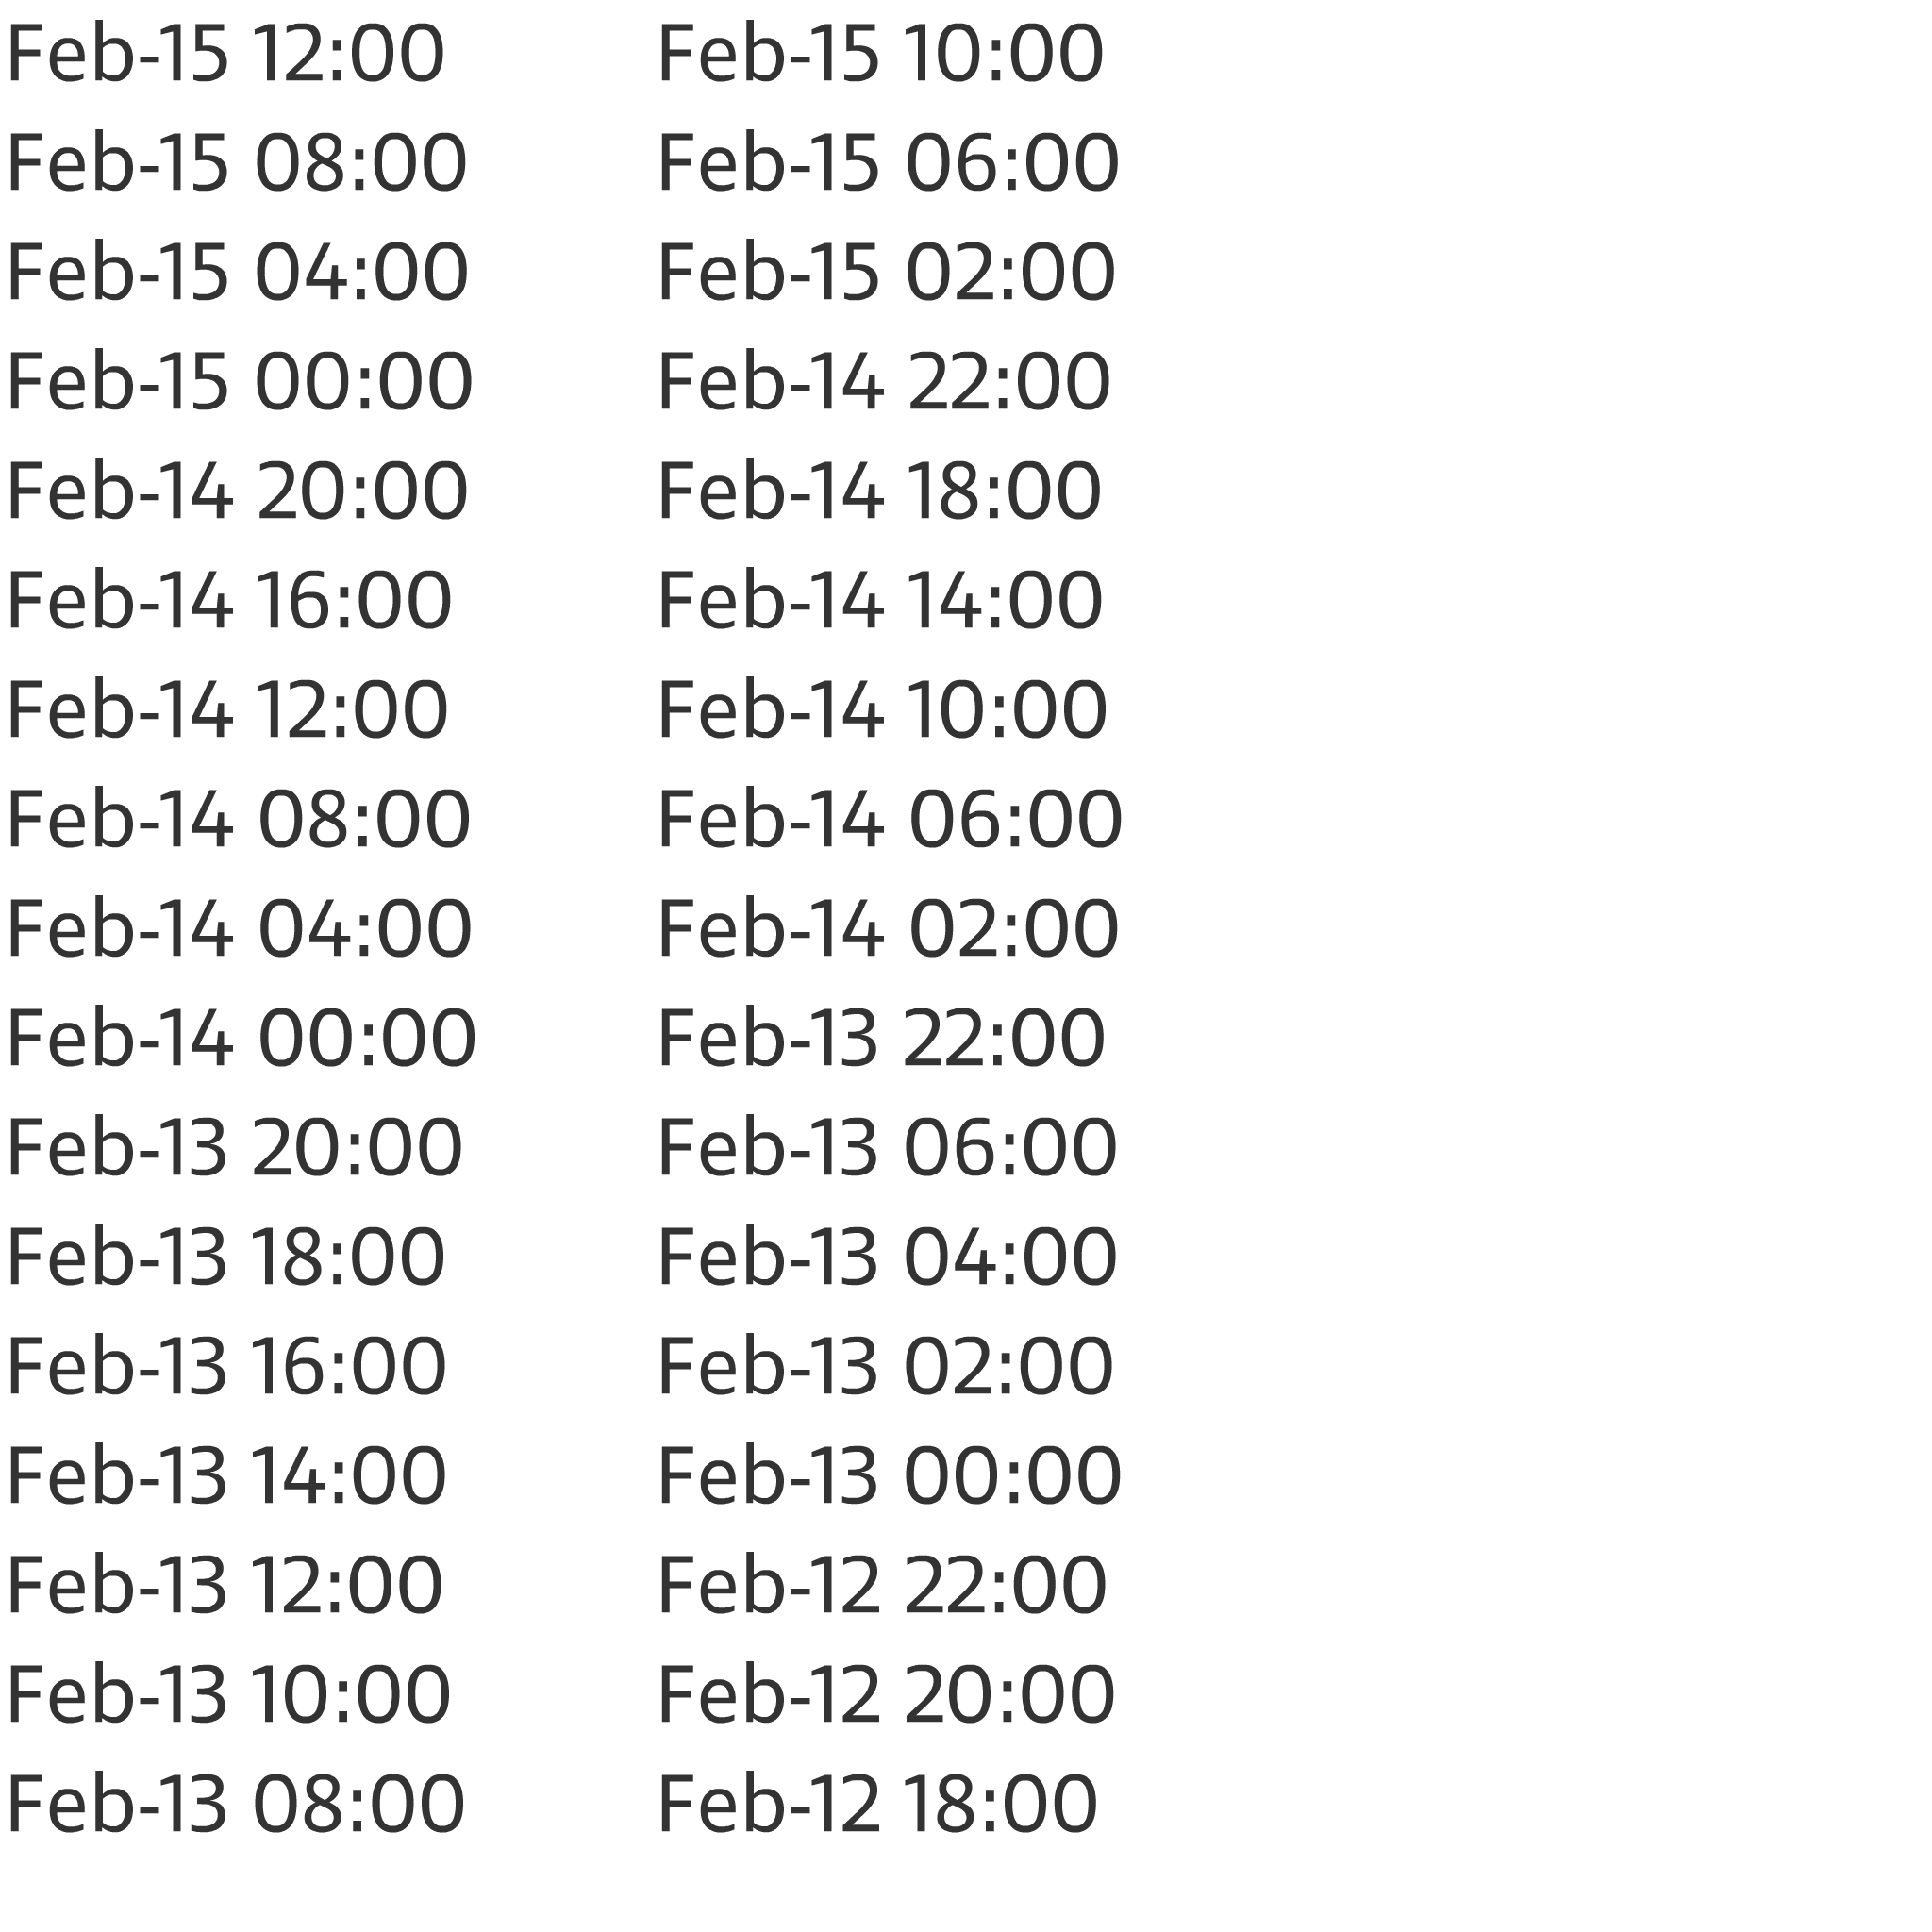 Feb-15 12:00 Feb-15 10:00
Feb-15 08:00 Feb-15 06:00
Feb-15 04:00 Feb-15 02:00
Feb-15 00:00 Feb-14 22:00
Feb-14 20:00 Feb-14 18:00
Feb-14 16:00 Feb-14 14:00
Feb-14 12:00 Feb-14 10:00
Feb-14 08:00 Feb-14 06:00
Feb-14 04:00 Feb-14 02:00
Feb-14 00:00 Feb-13 22:00
Feb-13 20:00 Feb-13 06:00
Feb-13 18:00 Feb-13 04:00
Feb-13 16:00 Feb-13 02:00
Feb-13 14:00 Feb-13 00:00
Feb-13 12:00 Feb-12 22:00
Feb-13 10:00 Feb-12 20:00
Feb-13 08:00 Feb-12 18:00